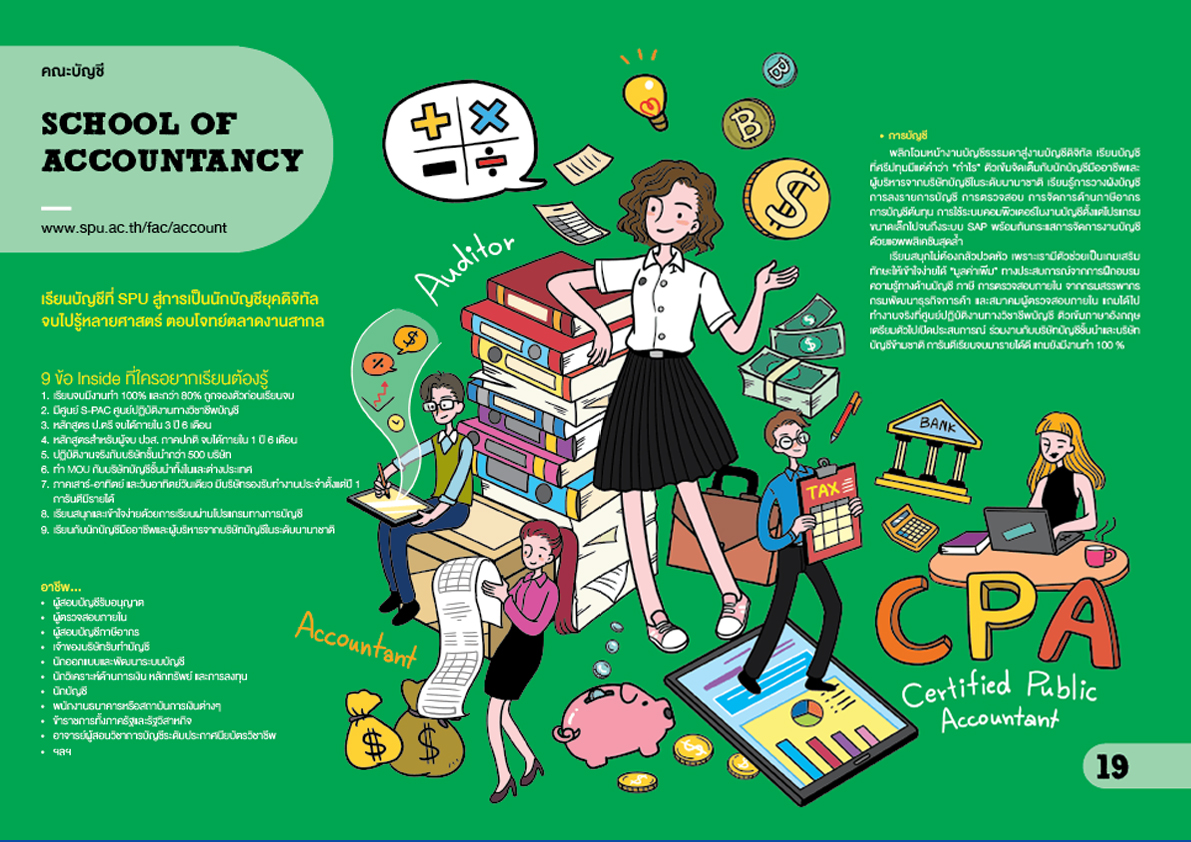 คณะบัญชี
SCHOOL OF
ACCOUNTANCY
www.spu.ac.th/fac/account
เรียนบัญชีที่ SPU สู่การเป็นนักบัญชียุคดิจิทัล
จบไปรู้หลายศาสตร์ ตอบโจทย์ตลาดงานสากล
9 ข้อ Inside ที่ใครอยากเรียนต้องรู้
1. เรียนจบมีงานทำ 100% และกว่า 80% ถูกจองตัวก่อนเรียนจบ
2. มีศูนย์ S-PAC ศูนย์ปฏิบัติงานทางวิชาชีพบัญชี
3. หลักสูตร ป.ตรี จบได้ภายใน 3 ปี 6 เดือน
4. หลักสูตรสำหรับผู้จบ ปวส. ภาคปกติ จบได้ภายใน 1 ปี 6 เดือน
5. ปฏิบัติงานจริงกับบริษัทชั้นนำกว่า 500 บริษัท
6. ทำ MOU กับบริษัทบัญชีชั้นนำทั้งในและต่างประเทศ
7. ภาคเสาร์-อาทิตย์ และวันอาทิตย์วันเดียว มีบริษัทรองรับทำงานประจำตั้งแต่ปี 1
การันตีมีรายได้
8. เรียนสนุกและเข้าใจง่ายด้วยการเรียนผ่านโปรแกรมทางการบัญชี
9. เรียนกับนักบัญชีมืออาชีพและผู้บริหารจากบริษัทบัญชีในระดับนานาชาติ
อาชีพ...
• ผู้สอบบัญชีรับอนุญาต
• ผู้ตรวจสอบภายใน
• ผู้สอบบัญชีภาษีอากร
• เจ้าของบริษัทรับทำบัญชี
• นักออกแบบและพัฒนาระบบบัญชี
• นักวิเคราะห์ด้านการเงิน หลักทรัพย์ และการลงทุน
• นักบัญชี
• พนักงานธนาคารหรือสถาบันการเงินต่างๆ
• ข้าราชการทั้งภาครัฐและรัฐวิสาหกิจ
• อาจารย์ผู้สอนวิชาการบัญชีระดับประกาศนียบัตรวิชาชีพ
• ฯลฯ
Auditor
Accountant
TAX
BANK
CPA
Certified Public
Accountant
• การบัญชี
พลิกโฉมหน้างานบัญชีธรรมดาสู่งานบัญชีดิจิทัล เรียนบัญชี
ที่ศรีปทุมมีแต่คำว่า "กำไร" ติวเข้มจัดเต็มกับนักบัญชีมืออาชีพและ
ผู้บริหารจากบริษัทบัญชีในระดับนานาชาติ เรียนรู้การวางผังบัญชี
การลงรายการบัญชี การตรวจสอบ การจัดการด้านภาษีอากร
การบัญชีต้นทุน การใช้ระบบคอมพิวเตอร์ในงานบัญชีตั้งแต่โปรแกรม
ขนาดเล็กไปจนถึงระบบ SAP พร้อมทันกระแสการจัดการงานบัญชี
ด้วยแอพพลิเคชันสุดล้ำ
เรียนสนุกไม่ต้องกลัวปวดหัว เพราะเรามีตัวช่วยเป็นเกมเสริม
ทักษะให้เข้าใจง่ายได้ "มูลค่าเพิ่ม" ทางประสบการณ์จากการฝึกอบรม
ความรู้ทางด้านบัญชี ภาษี การตรวจสอบภายใน จากกรมสรรพากร
กรมพัฒนาธุรกิจการค้า และสมาคมผู้ตรวจสอบภายใน แถมได้ไป
ทำงานจริงที่ศูนย์ปฏิบัติงานทางวิชาชีพบัญชี ติวเข้มภาษาอังกฤษ
เตรียมตัวไปเปิดประสบการณ์ ร่วมงานกับบริษัทบัญชีชั้นนำและบริษัท
บัญชีข้ามชาติ การันตีเรียนจบมารายได้ดี แถมยังมีงานทำ 100 %
19